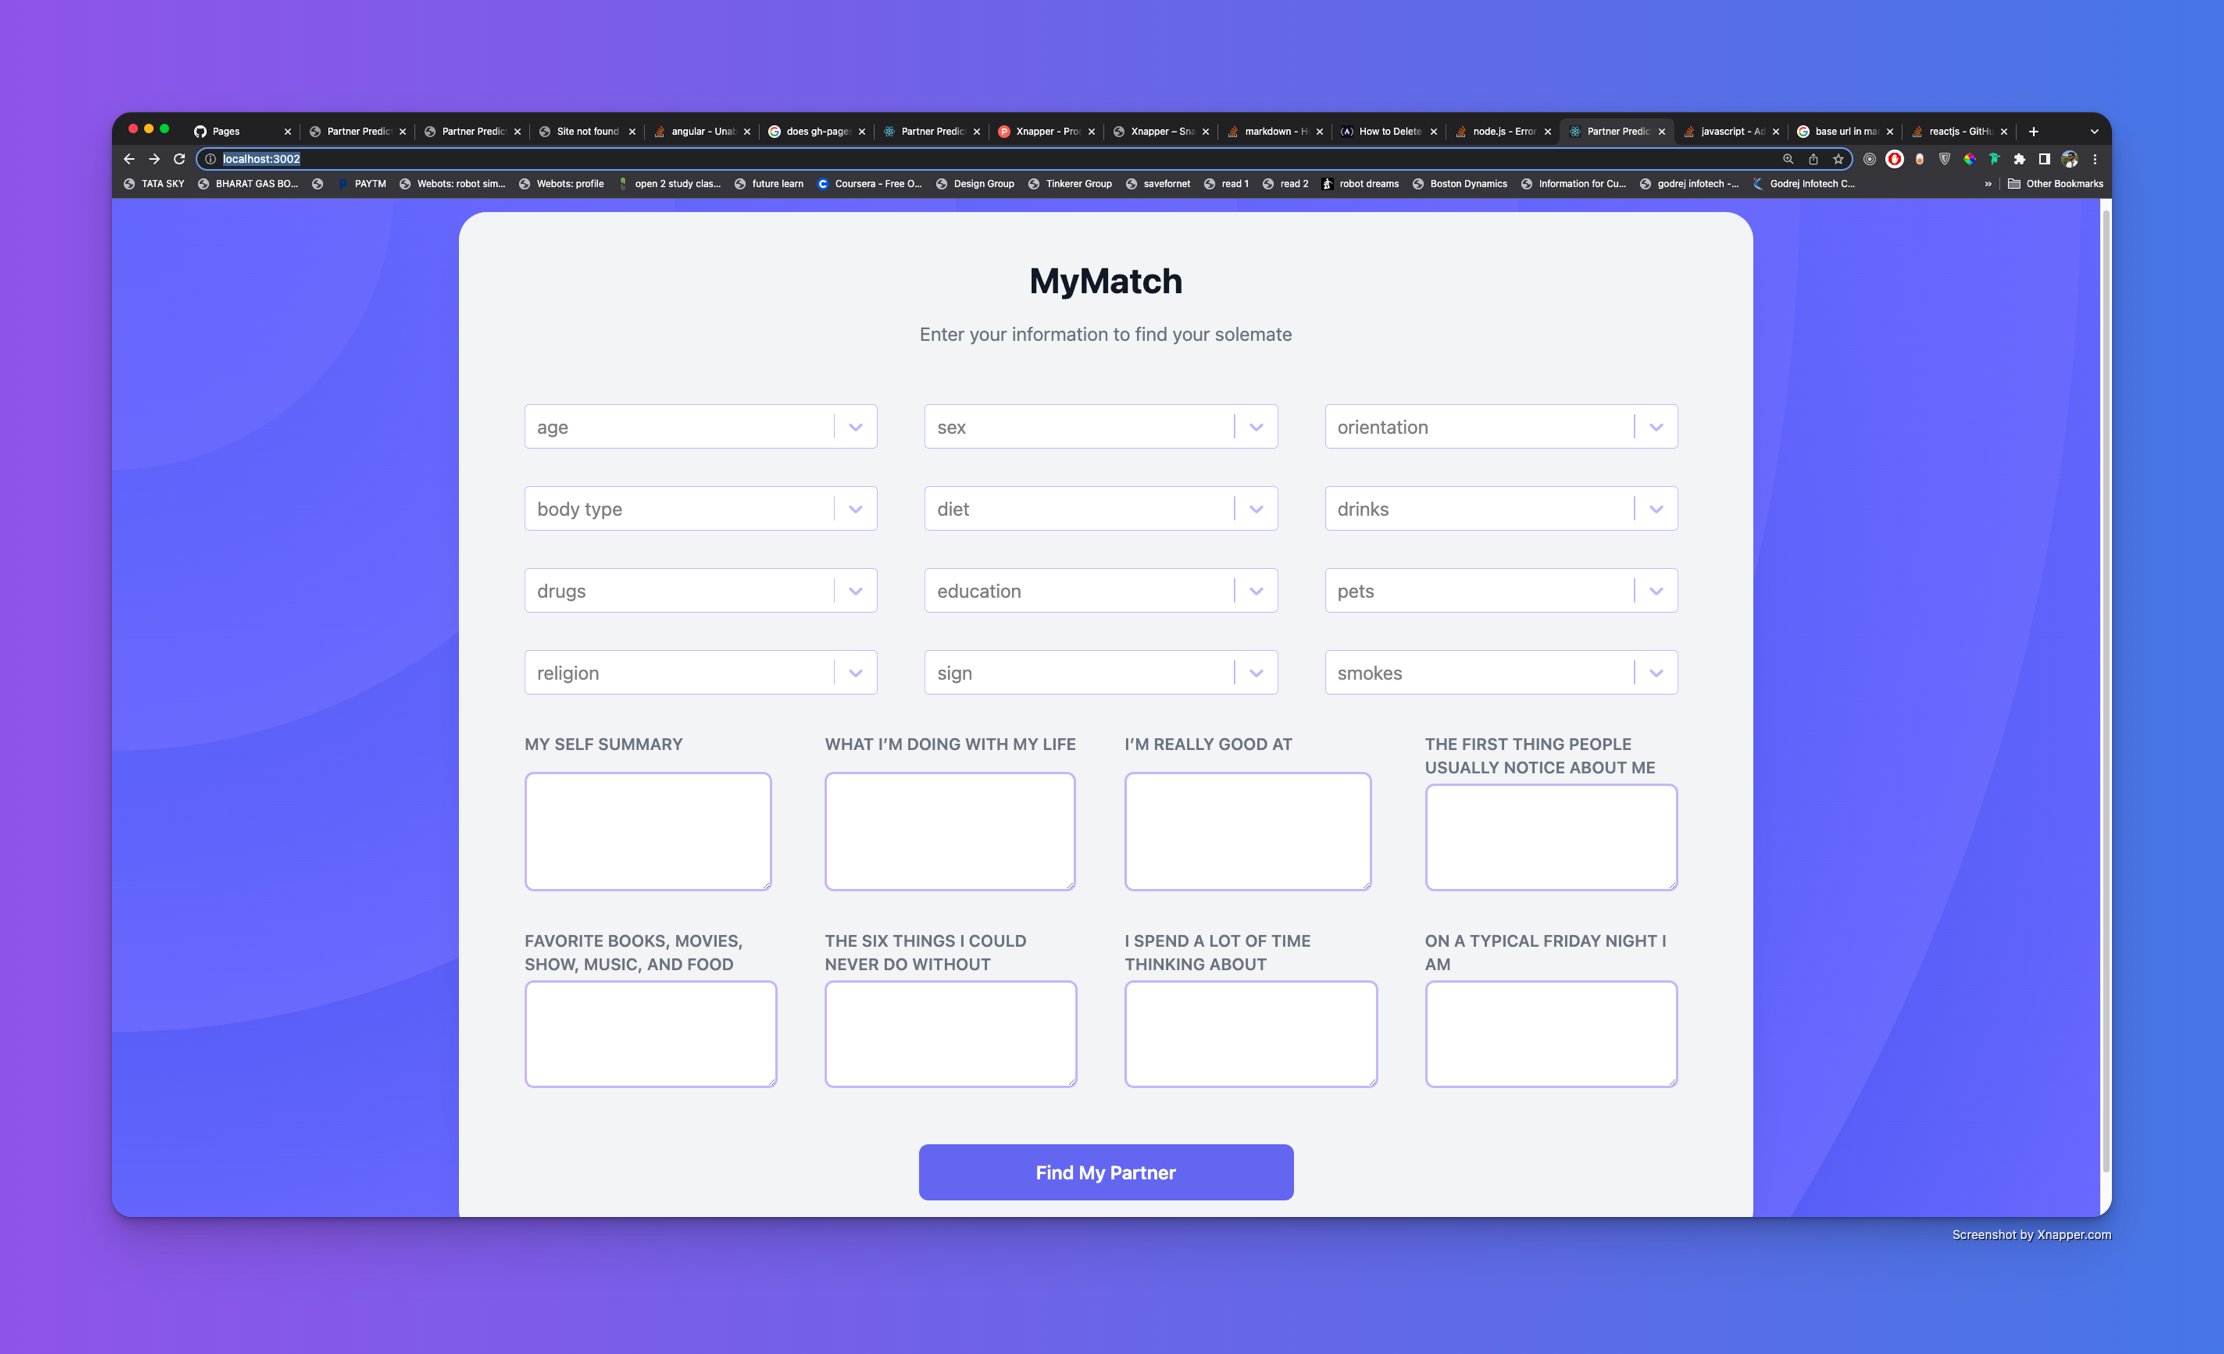 Pages
Partner Predic
Partner Predic
Site not found
angular - Unab
does gh-page
Partner Predic
Xnapper - Pro
Xnapper – Sna
markdown - H
How to Delete
node.js - Error
Partner Predic
javascript - Ad
base url in ma
reactjs - GitHu
localhost:3002
TATA SKY
BHARAT GAS BO...
PAYTM
Webots: robot sim...
Webots: profile
open 2 study clas...
future learn
Coursera - Free O...
Design Group
Tinkerer Group
savefornet
read 1
read 2
robot dreams
Boston Dynamics
Information for Cu...
godrej infotech -...
Godrej Infotech C...
»
Other Bookmarks
MyMatch
Enter your information to find your solemate
age
sex
orientation
body type
diet
drinks
drugs
education
pets
religion
sign
smokes
MY SELF SUMMARY
WHAT I’M DOING WITH MY LIFE
I’M REALLY GOOD AT
THE FIRST THING PEOPLE
USUALLY NOTICE ABOUT ME
FAVORITE BOOKS, MOVIES,
SHOW, MUSIC, AND FOOD
THE SIX THINGS I COULD
NEVER DO WITHOUT
I SPEND A LOT OF TIME
THINKING ABOUT
ON A TYPICAL FRIDAY NIGHT I
AM
Find My Partner
Screenshot by Xnapper.com